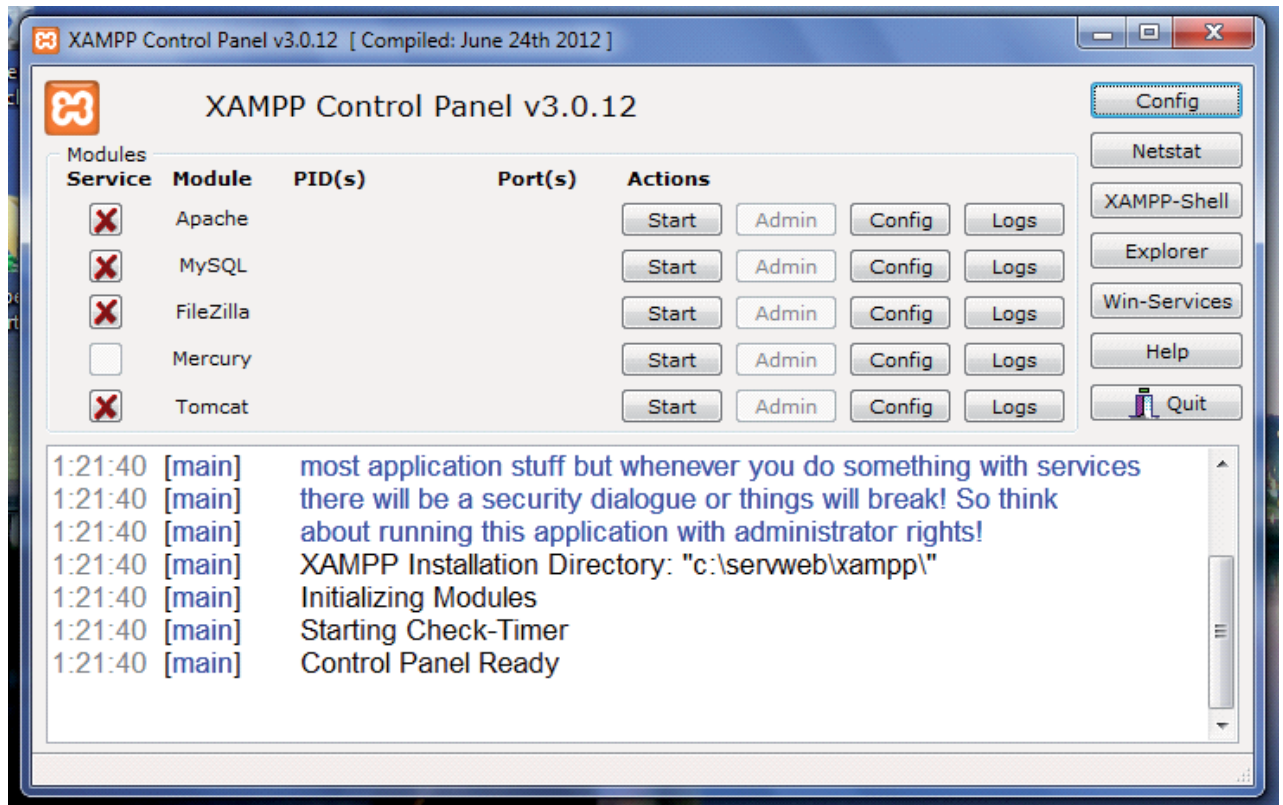 XAMPP Control Panel v3.0.12 [ Compiled: June 24th 2012 ]
XAMPP Control Panel v3.0.12
Config
Modules
Netstat
Service Module PID(s) Port(s) Actions
XAMPP-Shell
Apache Start Admin Config Logs
MySQL Start Admin Config Logs
Explorer
FileZilla Start Admin Config Logs
Win-Services
Mercury Start Admin Config Logs
Help
Tomcat Start Admin Config Logs
Quit
1:21:40 [main] most application stuff but whenever you do something with services
1:21:40 [main] there will be a security dialogue or things will break! So think
1:21:40 [main] about running this application with administrator rights!
1:21:40 [main] XAMPP Installation Directory: "c:\servweb\xampp\"
1:21:40 [main] Initializing Modules
1:21:40 [main] Starting Check-Timer
1:21:40 [main] Control Panel Ready